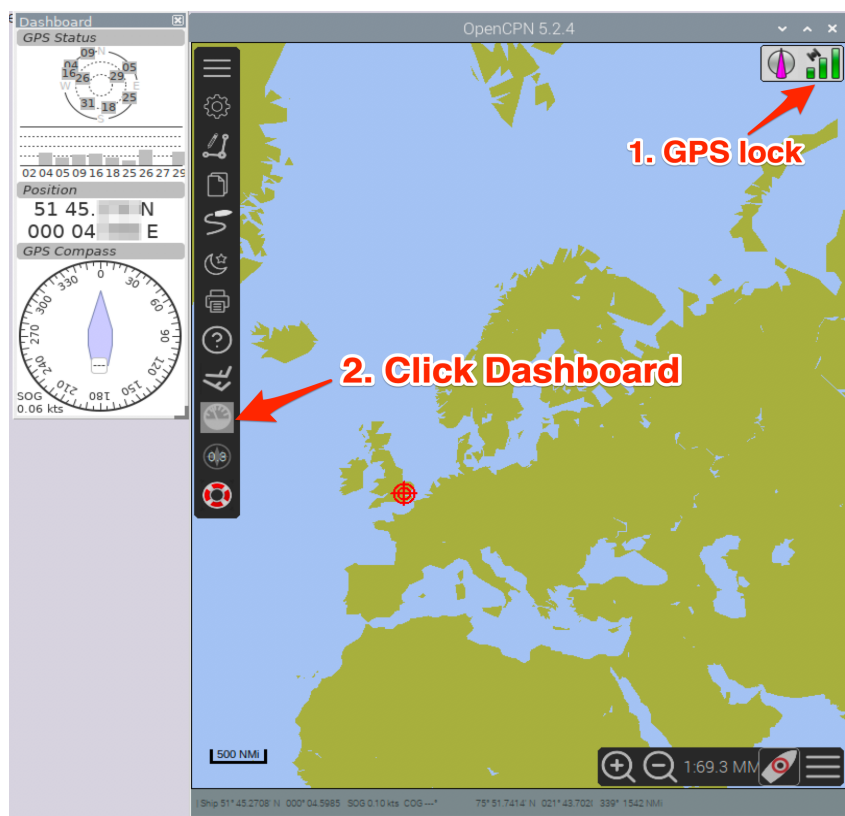 Dashboard
GPS Status
09 N
04 05
16 26 29
W E
31 18 25
S
02 04 05 09 16 18 25 26 27 29
Position
51 45. N
000 04 E
GPS Compass
0
30
60
90
120
150
180
210
240
270
300
330
---
SOG
0.06 kts
OpenCPN 5.2.4
1. GPS lock
2. Click Dashboard
500 NMi
1:69.3 MM
Ship 51° 45.2708' N 000° 04.5985 SOG 0.10 kts COG ---° 75° 51.7414' N 021° 43.702 339° 1542 NMi